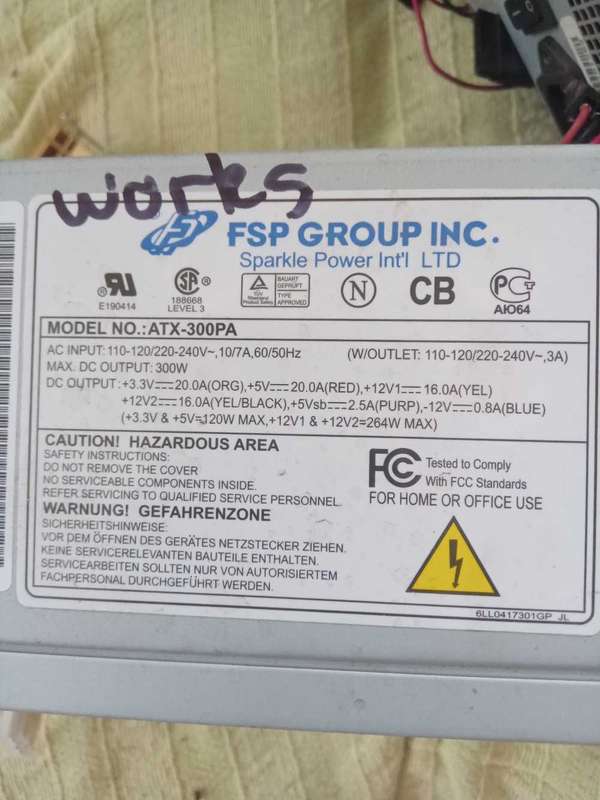 works
FSP GROUP INC.
Sparkle Power Int'l LTD
E190414
188668
LEVEL 3
BAUART
GEPRÜFT
TYPE
APPROVED
N
CB
АЮ64
MODEL NO.:ATX-300PA
AC INPUT: 110-120/220-240V~,10/7A,60/50Hz (W/OUTLET: 110-120/220-240V~,3A)
MAX. DC OUTPUT: 300W
DC OUTPUT:+3.3V⎓20.0A(ORG),+5V⎓20.0A(RED),+12V1⎓16.0A(YEL)
+12V2⎓16.0A(YEL/BLACK),+5Vsb⎓2.5A(PURP),-12V⎓0.8A(BLUE)
(+3.3V & +5V=120W MAX,+12V1 & +12V2=264W MAX)
CAUTION! HAZARDOUS AREA
SAFETY INSTRUCTIONS:
DO NOT REMOVE THE COVER
NO SERVICEABLE COMPONENTS INSIDE.
REFER SERVICING TO QUALIFIED SERVICE PERSONNEL.
FC Tested to Comply
With FCC Standards
FOR HOME OR OFFICE USE
WARNUNG! GEFAHRENZONE
SICHERHEITSHINWEISE:
VOR DEM ÖFFNEN DES GERÄTES NETZSTECKER ZIEHEN.
KEINE SERVICERELEVANTEN BAUTEILE ENTHALTEN.
SERVICEARBEITEN SOLLTEN NUR VON AUTORISIERTEM
FACHPERSONAL DURCHGEFÜHRT WERDEN.
6LL0417301GP JL